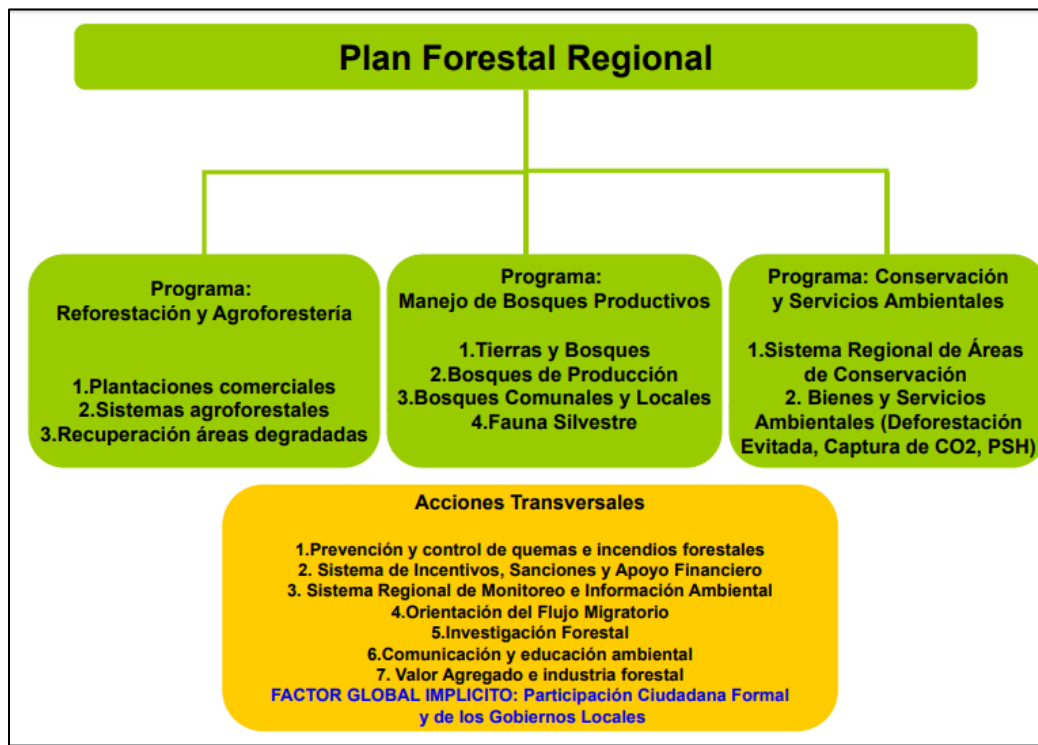 Plan Forestal Regional
Programa:
Reforestación y Agroforestería
1.Plantaciones comerciales
2.Sistemas agroforestales
3.Recuperación áreas degradadas
Programa:
Manejo de Bosques Productivos
1.Tierras y Bosques
2.Bosques de Producción
3.Bosques Comunales y Locales
4.Fauna Silvestre
Programa: Conservación
y Servicios Ambientales
1.Sistema Regional de Áreas
de Conservación
2. Bienes y Servicios
Ambientales (Deforestación
Evitada, Captura de CO2, PSH)
Acciones Transversales
1.Prevención y control de quemas e incendios forestales
2. Sistema de Incentivos, Sanciones y Apoyo Financiero
3. Sistema Regional de Monitoreo e Información Ambiental
4.Orientación del Flujo Migratorio
5.Investigación Forestal
6.Comunicación y educación ambiental
7. Valor Agregado e industria forestal
FACTOR GLOBAL IMPLICITO: Participación Ciudadana Formal
y de los Gobiernos Locales